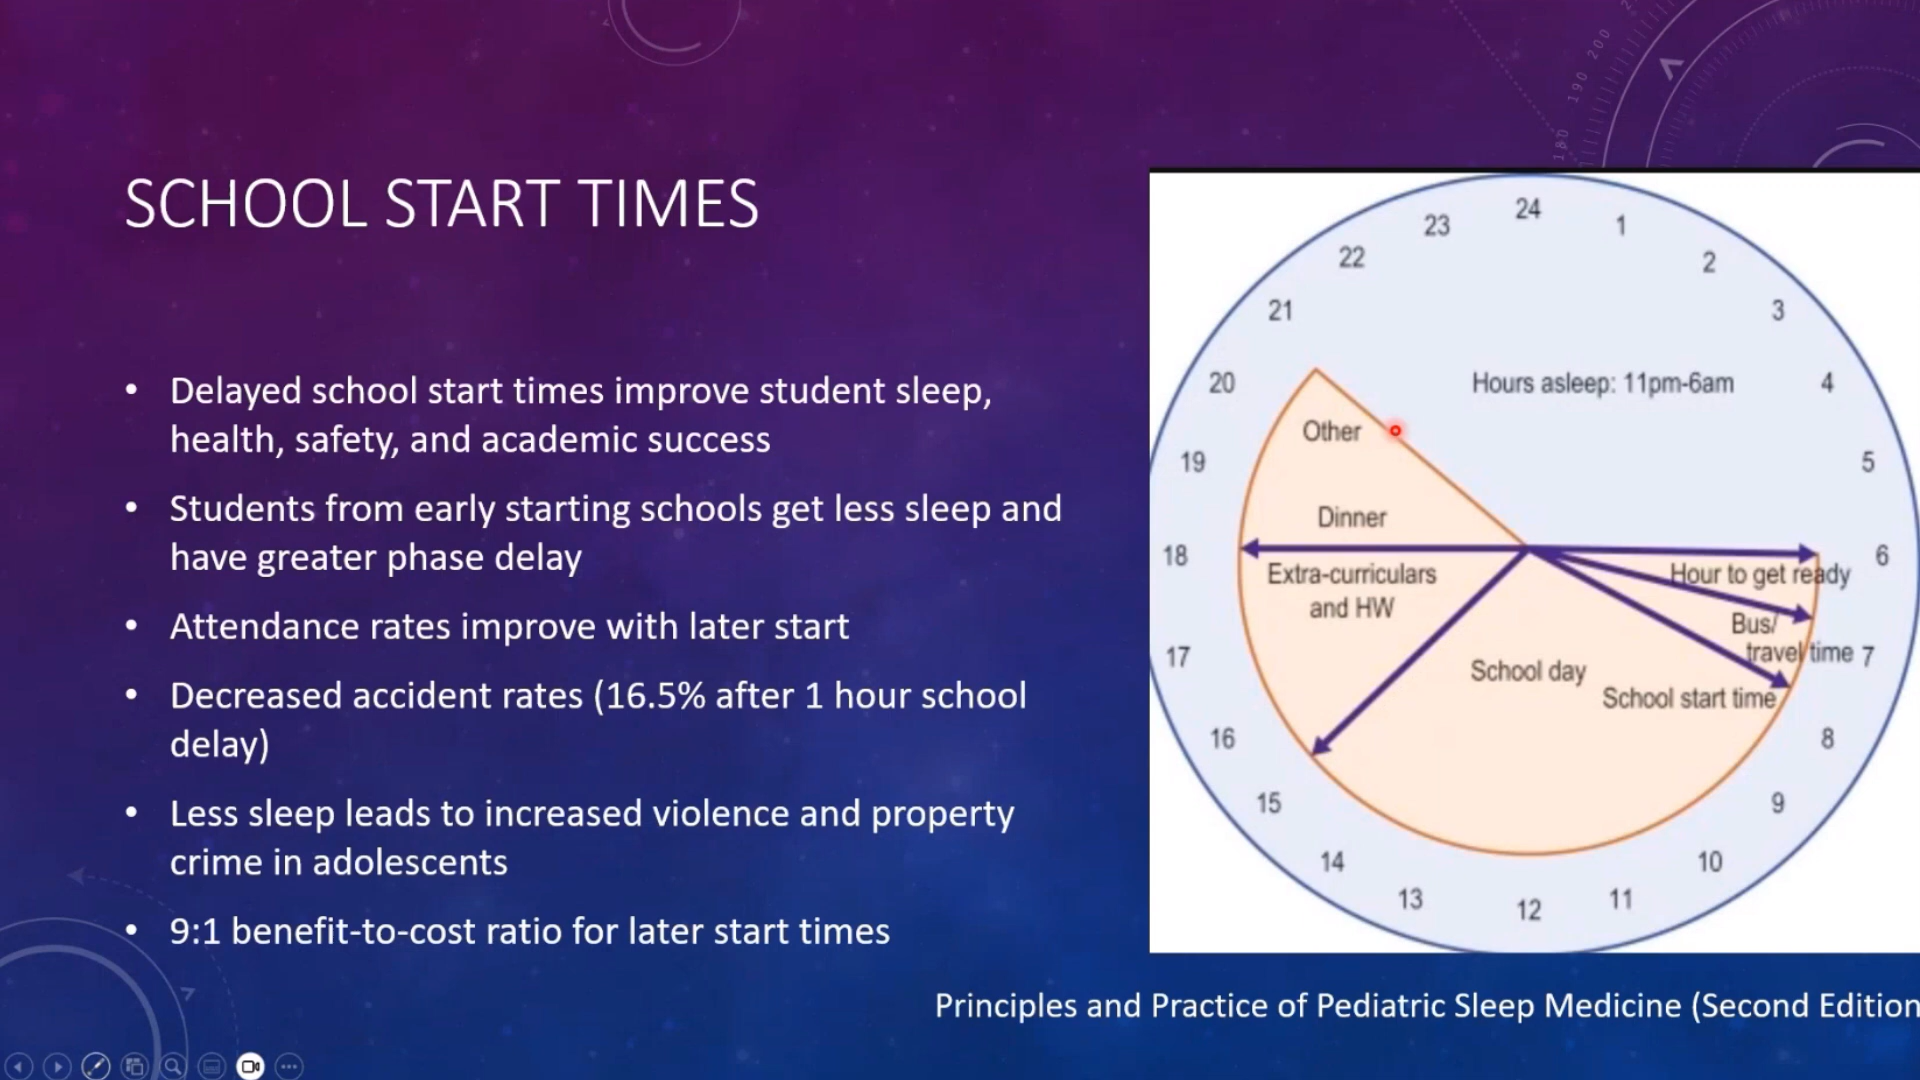 SCHOOL START TIMES
• Delayed school start times improve student sleep,
health, safety, and academic success
• Students from early starting schools get less sleep and
have greater phase delay
• Attendance rates improve with later start
• Decreased accident rates (16.5% after 1 hour school
delay)
• Less sleep leads to increased violence and property
crime in adolescents
• 9:1 benefit-to-cost ratio for later start times
180 190 200
24
1
2
3
4
5
6
7
8
9
10
11
12
13
14
15
16
17
18
19
20
21
22
23
Hours asleep: 11pm-6am
Other
Dinner
Extra-curriculars
and HW
Hour to get ready
Bus/
travel time
School start time
School day
Principles and Practice of Pediatric Sleep Medicine (Second Edition